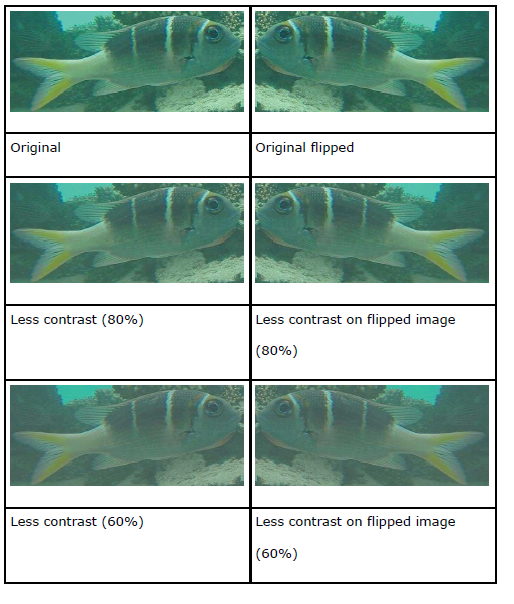 Original
Original flipped
Less contrast (80%)
Less contrast on flipped image
(80%)
Less contrast (60%)
Less contrast on flipped image
(60%)